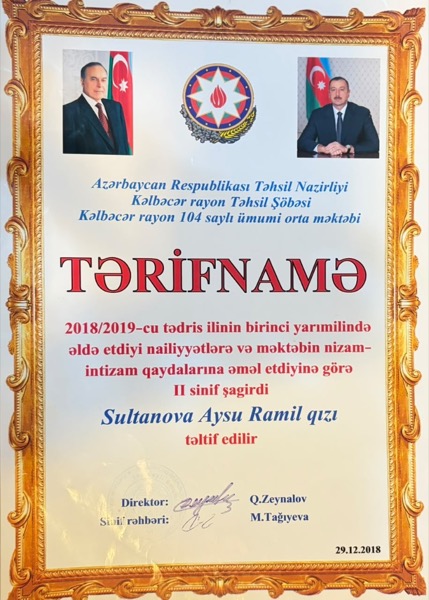 Azərbaycan Respublikası Təhsil Nazirliyi
Kəlbəcər rayon Təhsil Şöbəsi
Kəlbəcər rayon 104 saylı ümumi orta məktəbi
TƏRİFNAMƏ
2018/2019-cu tədris ilinin birinci yarımilində
əldə etdiyi nailiyyətlərə və məktəbin nizam-
intizam qaydalarına əməl etdiyinə görə
II sinif şagirdi
Sultanova Aysu Ramil qızı
təltif edilir
Direktor: Q.Zeynalov
Sinif rəhbəri: M.Tağıyeva
29.12.2018